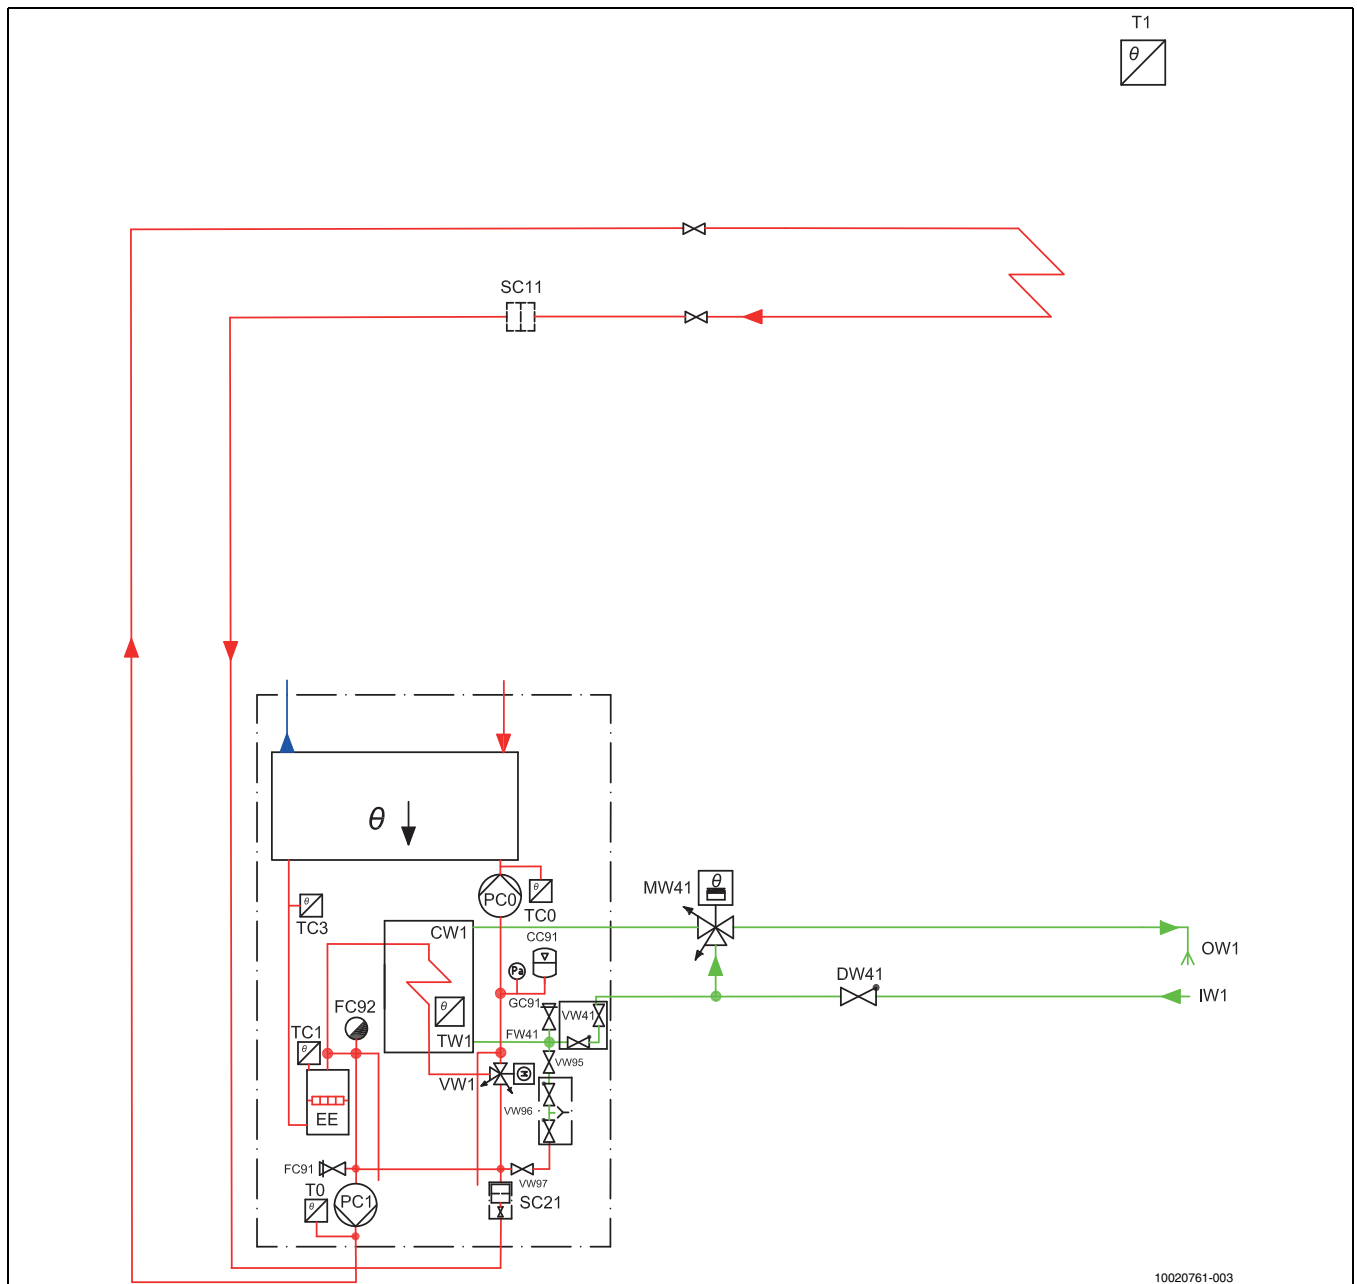 T1
θ
SC11
θ
MW41
θ
PC0
θ
TC0
θ
TC3
CW1
CC91
OW1
Pa
DW41
GC91
IW1
FC92
θ
VW41
TC1
θ
TW1
FW41
VW95
VW1
M
EE
VW96
FC91
VW97
T0
θ
PC1
SC21
10020761-003